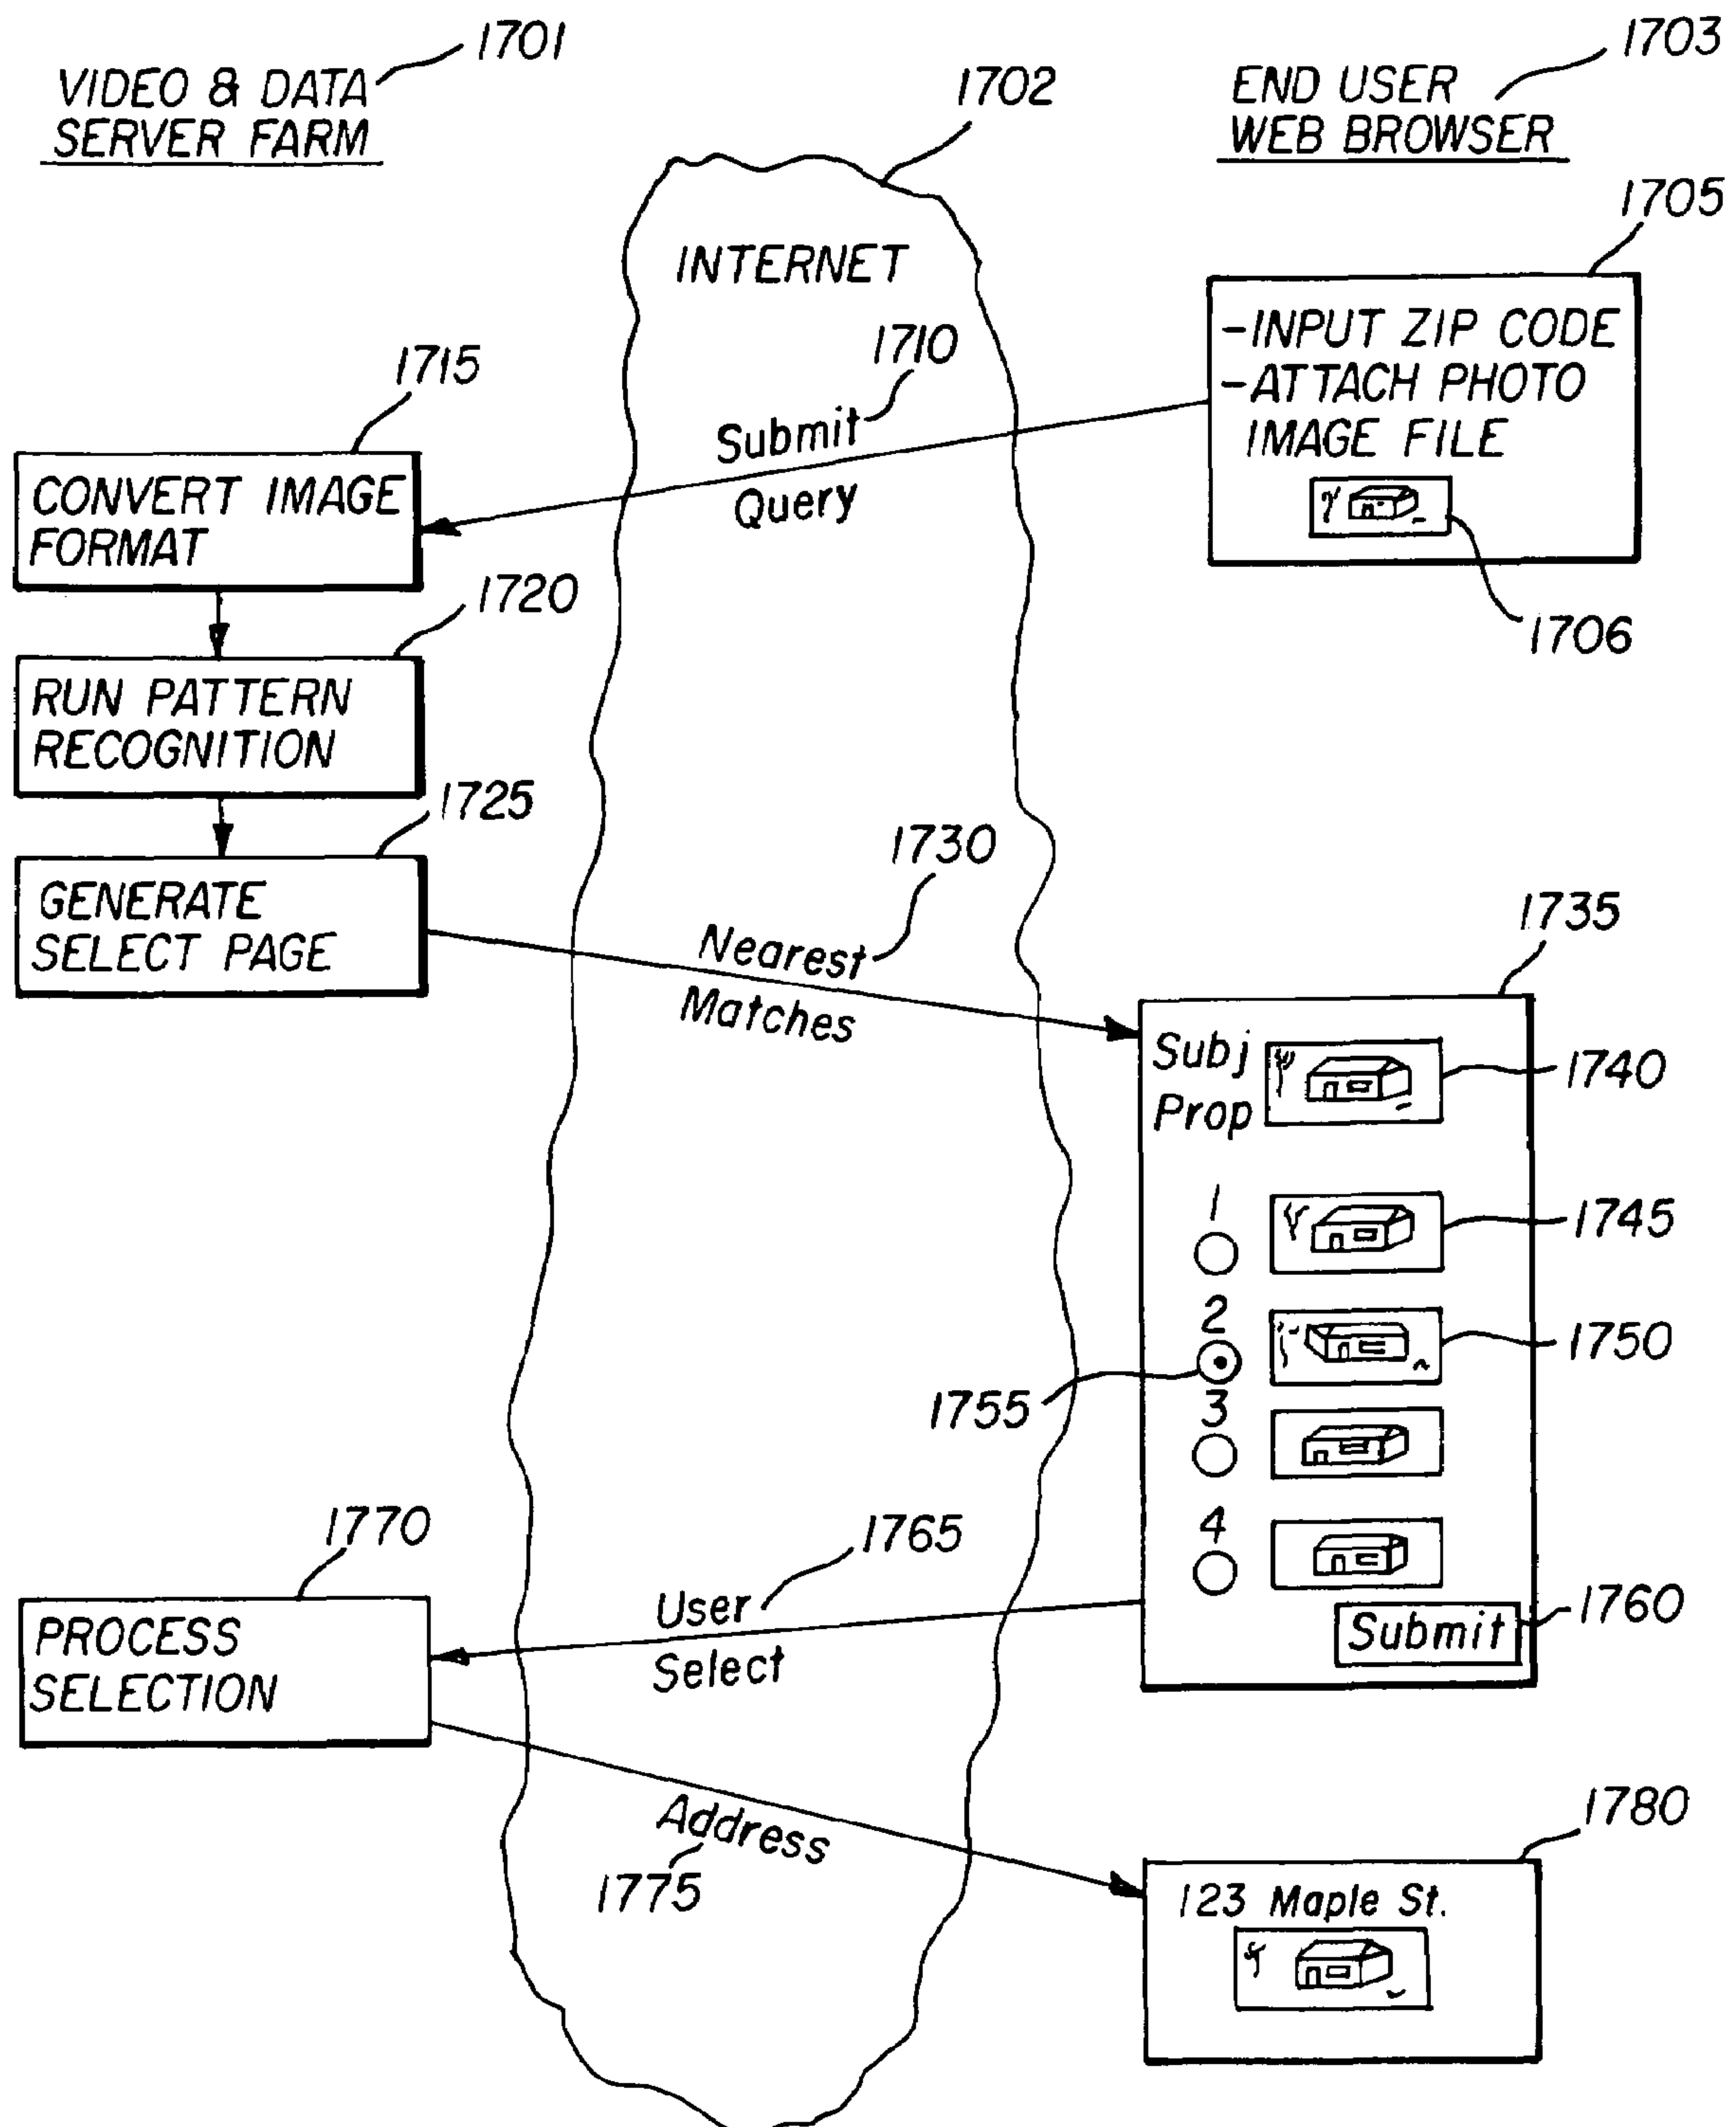 1701
VIDEO & DATA
SERVER FARM
1702
1703
END USER
WEB BROWSER
1705
INTERNET
-INPUT ZIP CODE
-ATTACH PHOTO
IMAGE FILE
1706
1710
Submit
Query
1715
CONVERT IMAGE
FORMAT
1720
RUN PATTERN
RECOGNITION
1725
GENERATE
SELECT PAGE
1730
Nearest
Matches
1735
Subj
Prop
1740
1
1745
2
1750
1755
3
4
1760
Submit
1765
User
Select
1770
PROCESS
SELECTION
Address
1775
1780
123 Maple St.